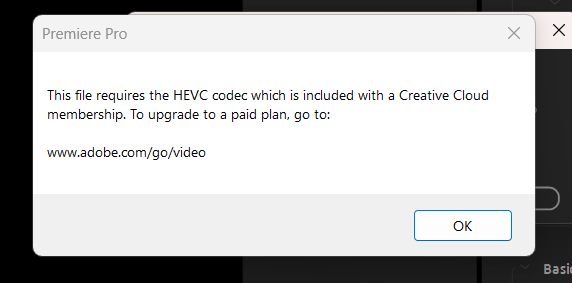 Premiere Pro
This file requires the HEVC codec which is included with a Creative Cloud
membership. To upgrade to a paid plan, go to:
www.adobe.com/go/video
OK
Basic